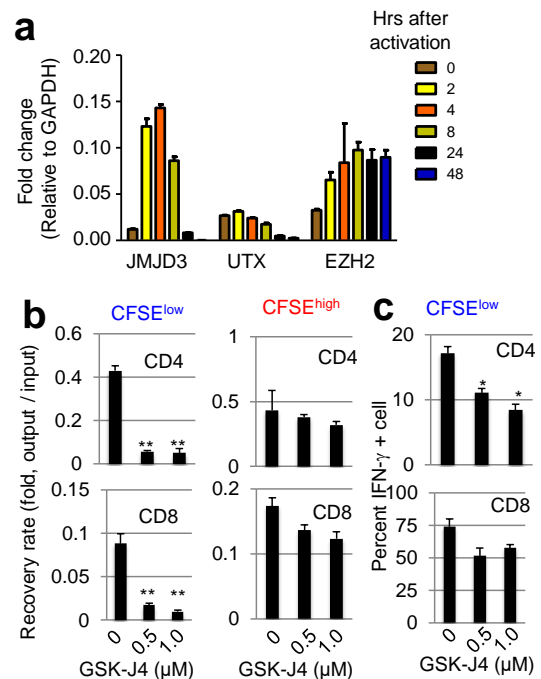 a
Hrs after
activation
0
2
4
8
24
48
Fold change
(Relative to GAPDH)
0.20
0.15
0.10
0.05
0.00
JMJD3 UTX EZH2
b
CFSElow
CFSEhigh
c
CFSElow
Recovery rate (fold, output / input)
0.6
0.4
0.2
0
CD4
** **
1
0.5
0
CD4
Percent IFN-γ + cell
20
10
0
CD4
* *
0.1
0.05
0
CD8
** **
0.2
0.1
0
CD8
100
75
50
25
0
CD8
0 0.5 1.0
0 0.5 1.0
0 0.5 1.0
GSK-J4 (μM)
GSK-J4 (μM)
GSK-J4 (μM)